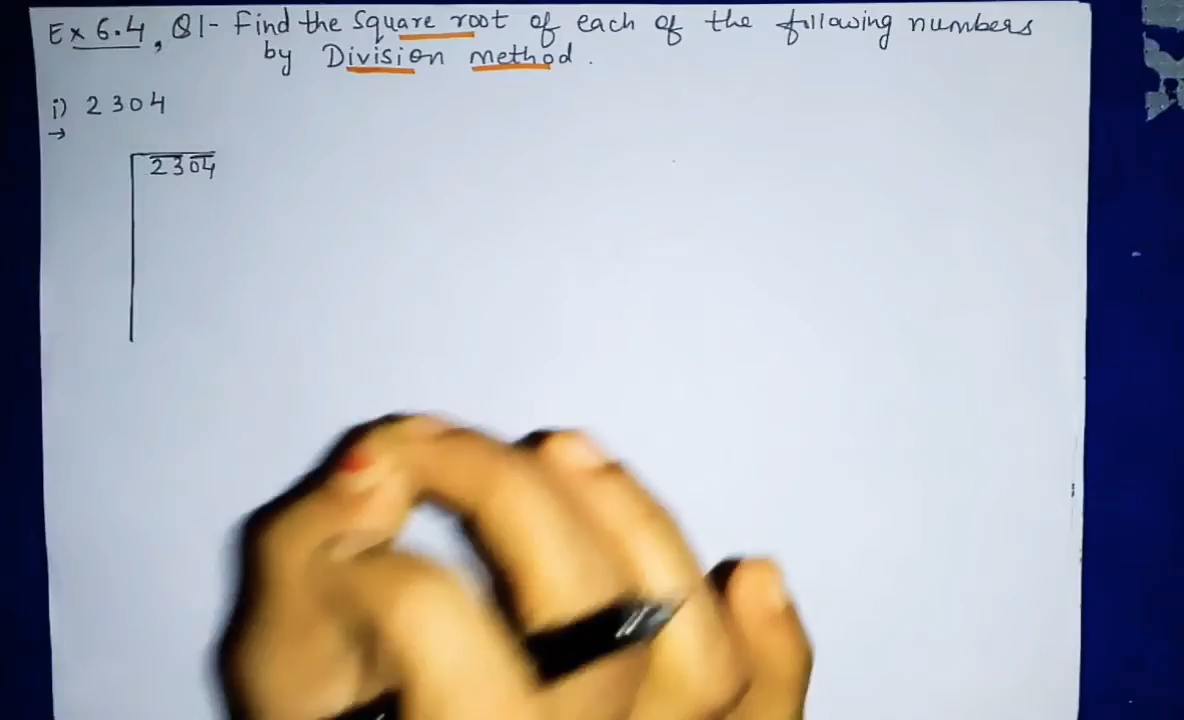 Ex 6.4, Q1- Find the Square root of each of the following numbers
by Division method.
i) 2304
→
2304